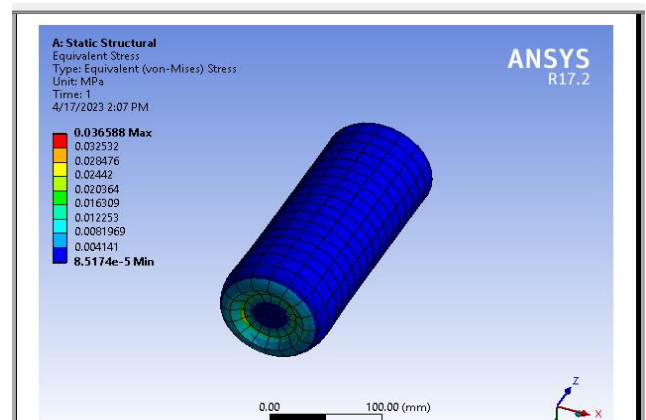 A: Static Structural
Equivalent Stress
Type: Equivalent (von-Mises) Stress
Unit: MPa
Time: 1
4/17/2023 2:07 PM
ANSYS
R17.2
0.036588 Max
0.032532
0.028476
0.02442
0.020364
0.016309
0.012253
0.0081969
0.004141
8.5174e-5 Min
0.00
100.00 (mm)
Z
X